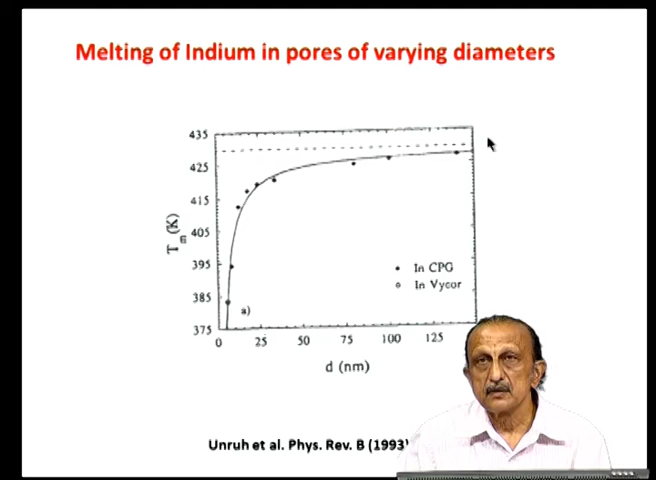 Melting of Indium in pores of varying diameters
435
425
415
405
395
385
375
T_m (K)
In CPG
In Vycor
a)
0 25 50 75 100 125
d (nm)
Unruh et al. Phys. Rev. B (1993)